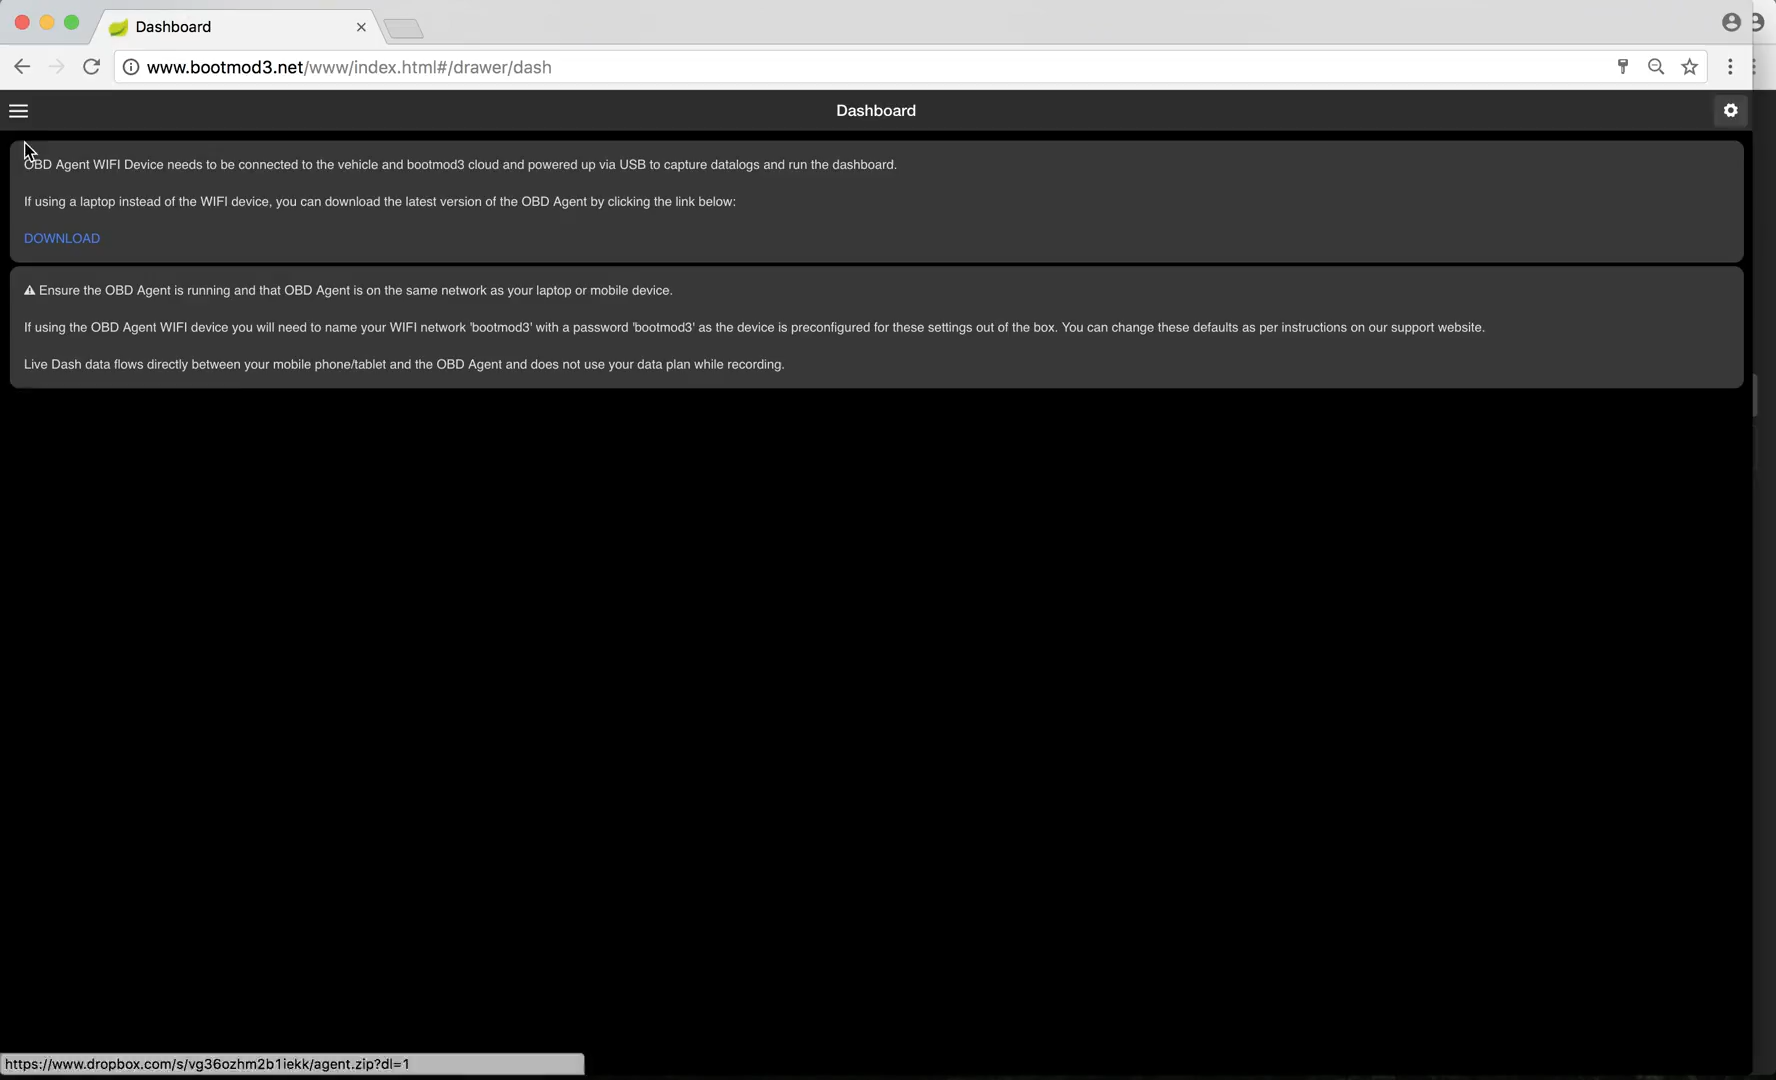 Dashboard
www.bootmod3.net/www/index.html#/drawer/dash
Dashboard
OBD Agent WIFI Device needs to be connected to the vehicle and bootmod3 cloud and powered up via USB to capture datalogs and run the dashboard.
If using a laptop instead of the WIFI device, you can download the latest version of the OBD Agent by clicking the link below:
DOWNLOAD
Ensure the OBD Agent is running and that OBD Agent is on the same network as your laptop or mobile device.
If using the OBD Agent WIFI device you will need to name your WIFI network 'bootmod3' with a password 'bootmod3' as the device is preconfigured for these settings out of the box. You can change these defaults as per instructions on our support website.
Live Dash data flows directly between your mobile phone/tablet and the OBD Agent and does not use your data plan while recording.
https://www.dropbox.com/s/vg36ozhm2b1iekk/agent.zip?dl=1